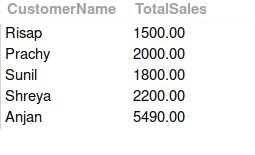 CustomerName TotalSales
Risap 1500.00
Prachy 2000.00
Sunil 1800.00
Shreya 2200.00
Anjan 5490.00